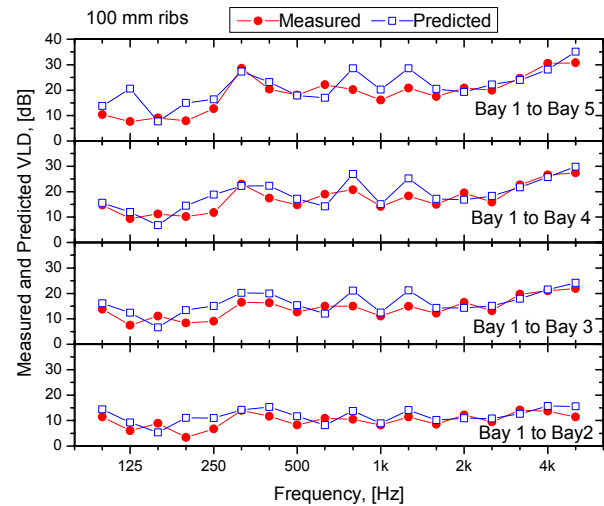 100 mm ribs
Measured
Predicted
Measured and Predicted VLD, [dB]
40
30
20
10
0
Bay 1 to Bay 5
30
20
10
0
Bay 1 to Bay 4
30
20
10
0
Bay 1 to Bay 3
30
20
10
0
Bay 1 to Bay2
125
250
500
1k
2k
4k
Frequency, [Hz]